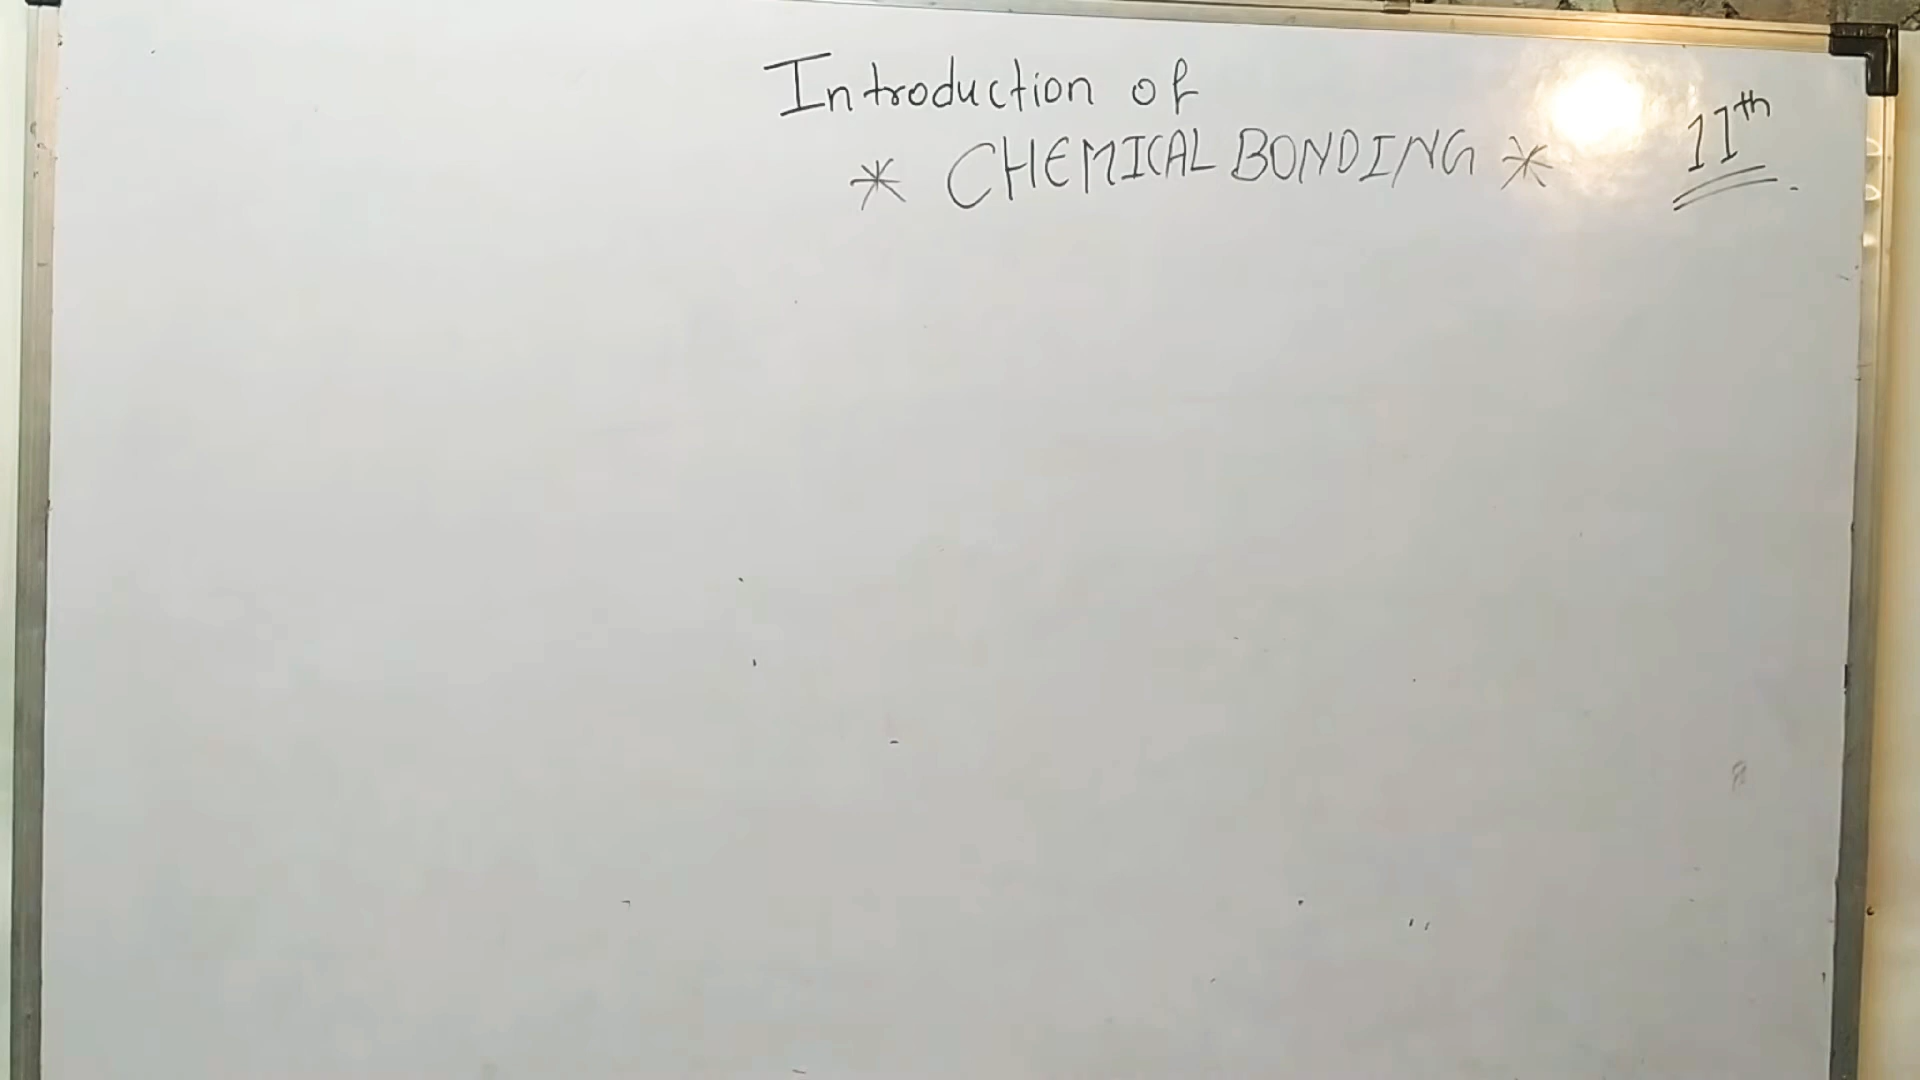 Introduction of
* CHEMICAL BONDING *
11th